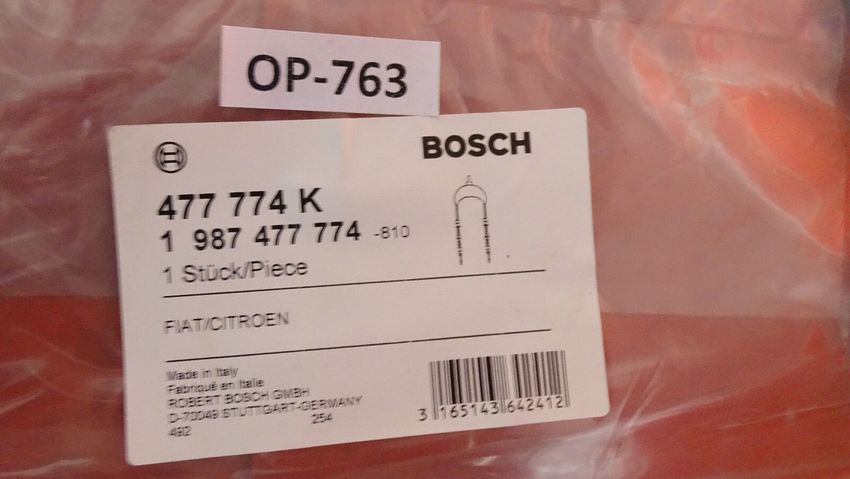 OP-763
BOSCH
477 774 K
1 987 477 774 -810
1 Stück/Piece
FIAT/CITROEN
Made in Italy
Fabriqué en Italie
ROBERT BOSCH GMBH
D-70049 STUTTGART-GERMANY
482 254
3 165143 642412